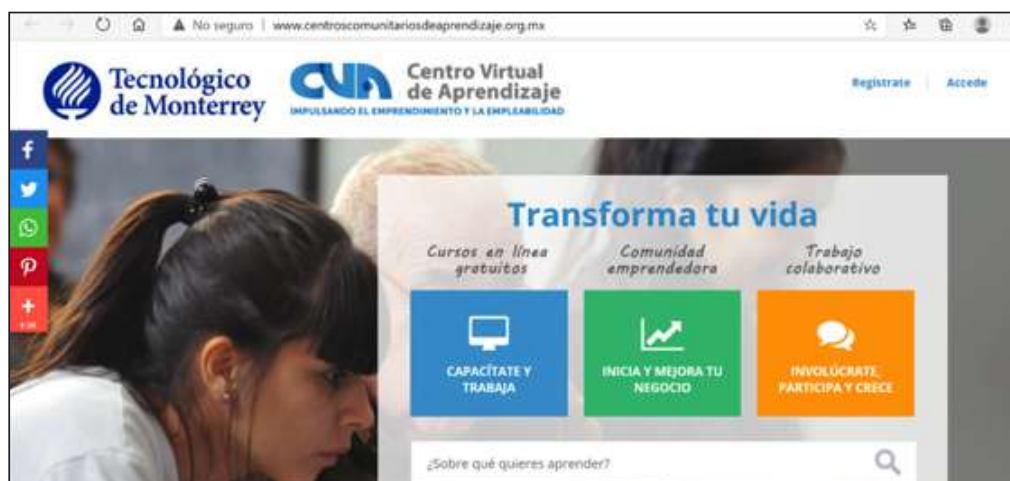 No seguro | www.centroscomunitariosdeaprendizaje.org.mx
Tecnológico
de Monterrey
CVA
Centro Virtual
de Aprendizaje
IMPULSANDO EL EMPRENDIMIENTO Y LA EMPLEABILIDAD
Regístrate
Accede
Transforma tu vida
Cursos en línea
gratuitos
Comunidad
emprendedora
Trabajo
colaborativo
CAPACÍTATE Y
TRABAJA
INICIA Y MEJORA TU
NEGOCIO
INVOLÚCRATE,
PARTICIPA Y CRECE
¿Sobre qué quieres aprender?